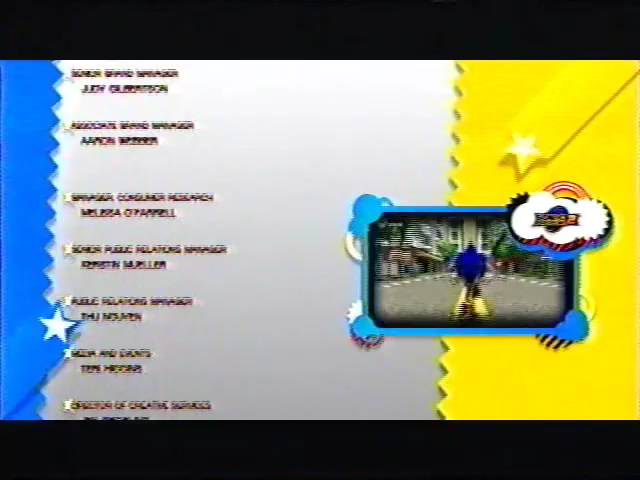 SENIOR BRAND MANAGER
JUDY GILBERTSON
ASSOCIATE BRAND MANAGER
AARON WEBBER
MANAGER, CONSUMER RESEARCH
MELISSA O'FARRELL
SENIOR PUBLIC RELATIONS MANAGER
KERSTIN MUELLER
PUBLIC RELATIONS MANAGER
THU NGUYEN
MEDIA AND EVENTS
TERI HIGGINS
DIRECTOR OF CREATIVE SERVICES